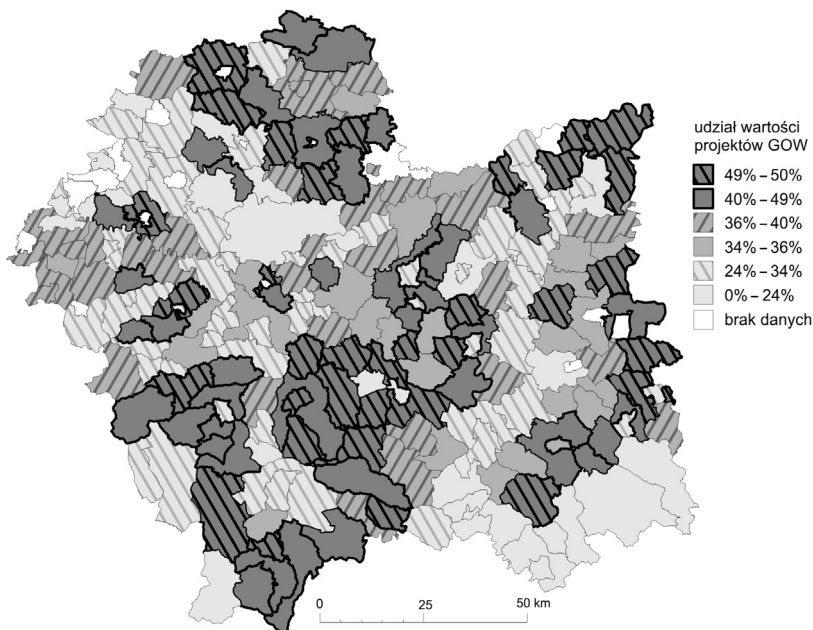 udział wartości
projektów GOW
49% – 50%
40% – 49%
36% – 40%
34% – 36%
24% – 34%
0% – 24%
brak danych
0 25 50 km